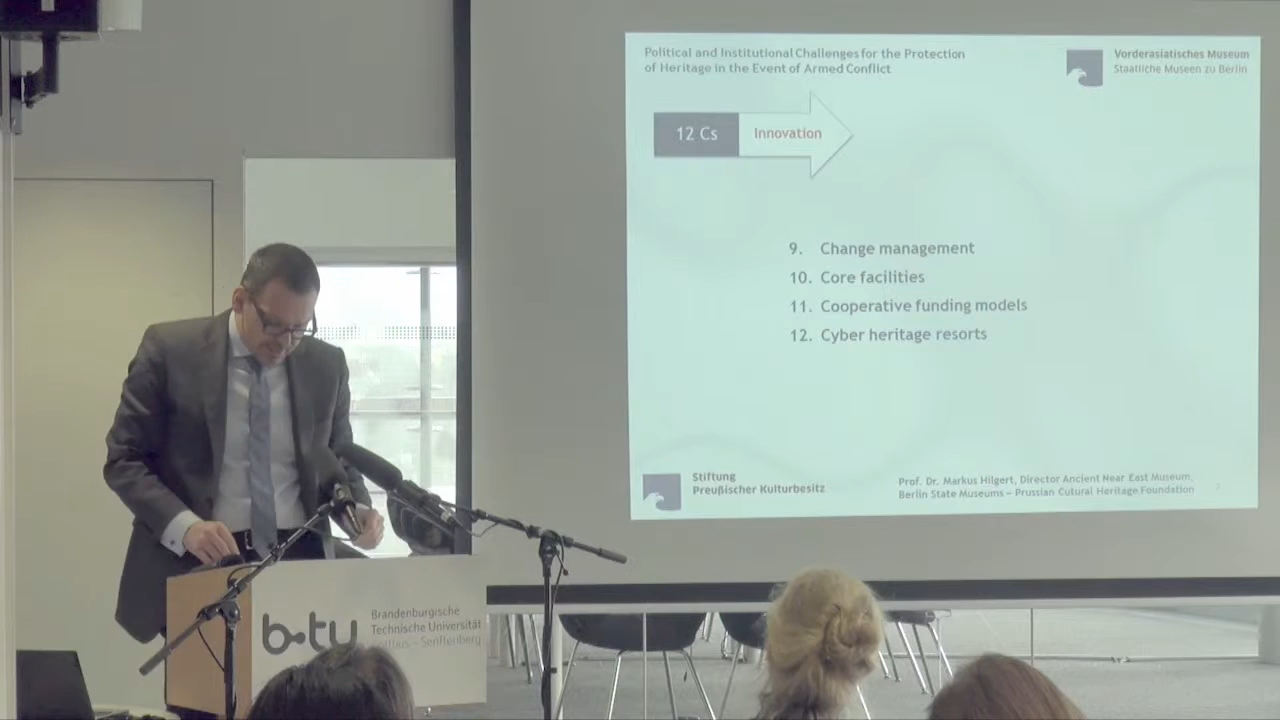 Political and Institutional Challenges for the Protection
of Heritage in the Event of Armed Conflict
Vorderasiatisches Museum
Staatliche Museen zu Berlin
12 Cs
Innovation
9. Change management
10. Core facilities
11. Cooperative funding models
12. Cyber heritage resorts
Stiftung
Preußischer Kulturbesitz
Prof. Dr. Markus Hilgert, Director Ancient Near East Museum,
Berlin State Museums – Prussian Cutural Heritage Foundation
b-tu
Brandenburgische
Technische Universität
Cottbus - Senftenberg